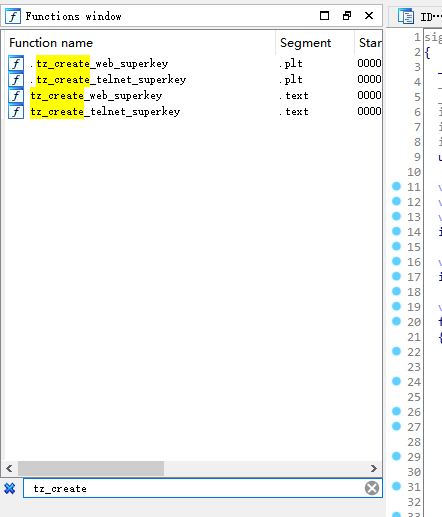 Functions window
Function name Segment Star
.tz_create_web_superkey .plt 0000
.tz_create_telnet_superkey .plt 0000
tz_create_web_superkey .text 0000
tz_create_telnet_superkey .text 0000
tz_create
ID
1 sig
2 {
3
4
5
6 i
7 i
8 i
9 u
10
11 v
12 v
13 v
14 i
15
16 v
17 i
18
19 v
20 f
21 {
22
23
24
25
26
27
28
29
30
31
32
33